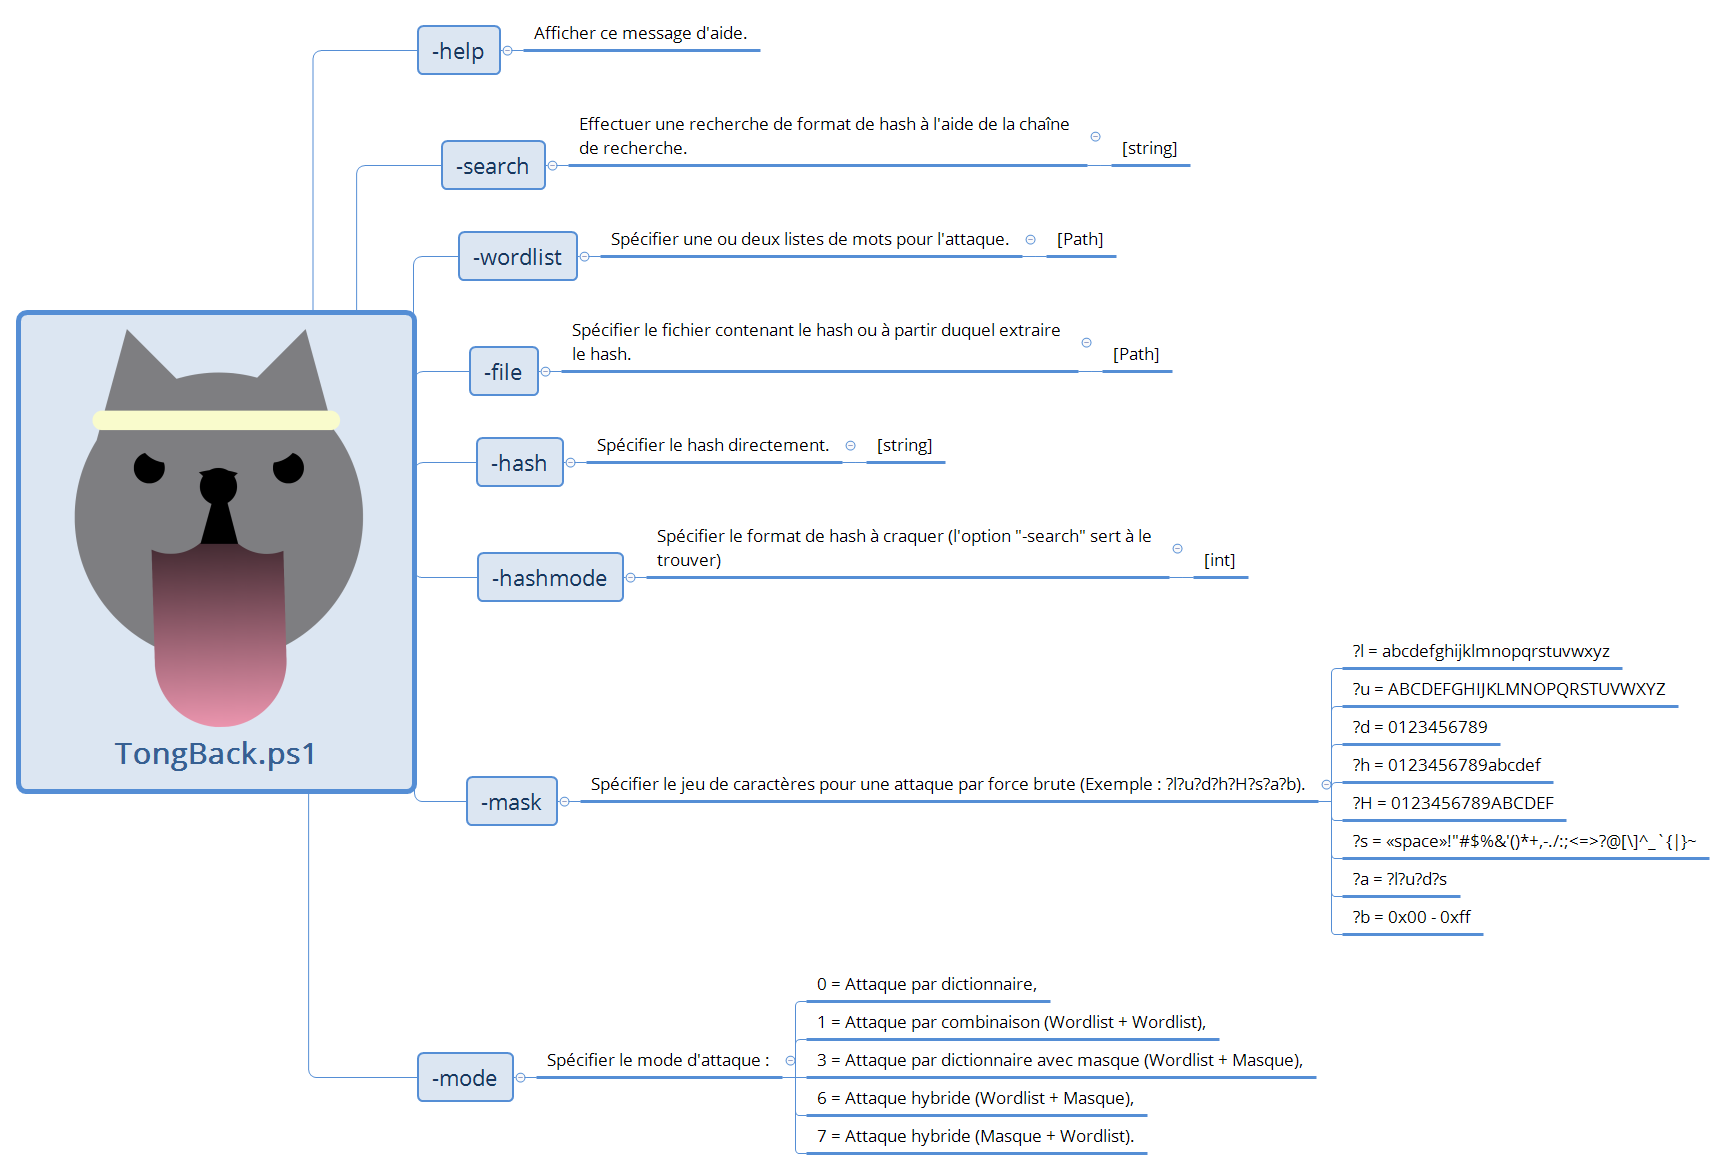 -help
Afficher ce message d'aide.
-search
Effectuer une recherche de format de hash à l'aide de la chaîne
de recherche.
[string]
-wordlist
Spécifier une ou deux listes de mots pour l'attaque.
[Path]
-file
Spécifier le fichier contenant le hash ou à partir duquel extraire
le hash.
[Path]
-hash
Spécifier le hash directement.
[string]
-hashmode
Spécifier le format de hash à craquer (l'option "-search" sert à le
trouver)
[int]
TongBack.ps1
-mask
Spécifier le jeu de caractères pour une attaque par force brute (Exemple : ?l?u?d?h?H?s?a?b).
?l = abcdefghijklmnopqrstuvwxyz
?u = ABCDEFGHIJKLMNOPQRSTUVWXYZ
?d = 0123456789
?h = 0123456789abcdef
?H = 0123456789ABCDEF
?s = «space»!"#$%&'()*+,-./:;<=>?@[\]^_`{|}~
?a = ?l?u?d?s
?b = 0x00 - 0xff
-mode
Spécifier le mode d'attaque :
0 = Attaque par dictionnaire,
1 = Attaque par combinaison (Wordlist + Wordlist),
3 = Attaque par dictionnaire avec masque (Wordlist + Masque),
6 = Attaque hybride (Wordlist + Masque),
7 = Attaque hybride (Masque + Wordlist).